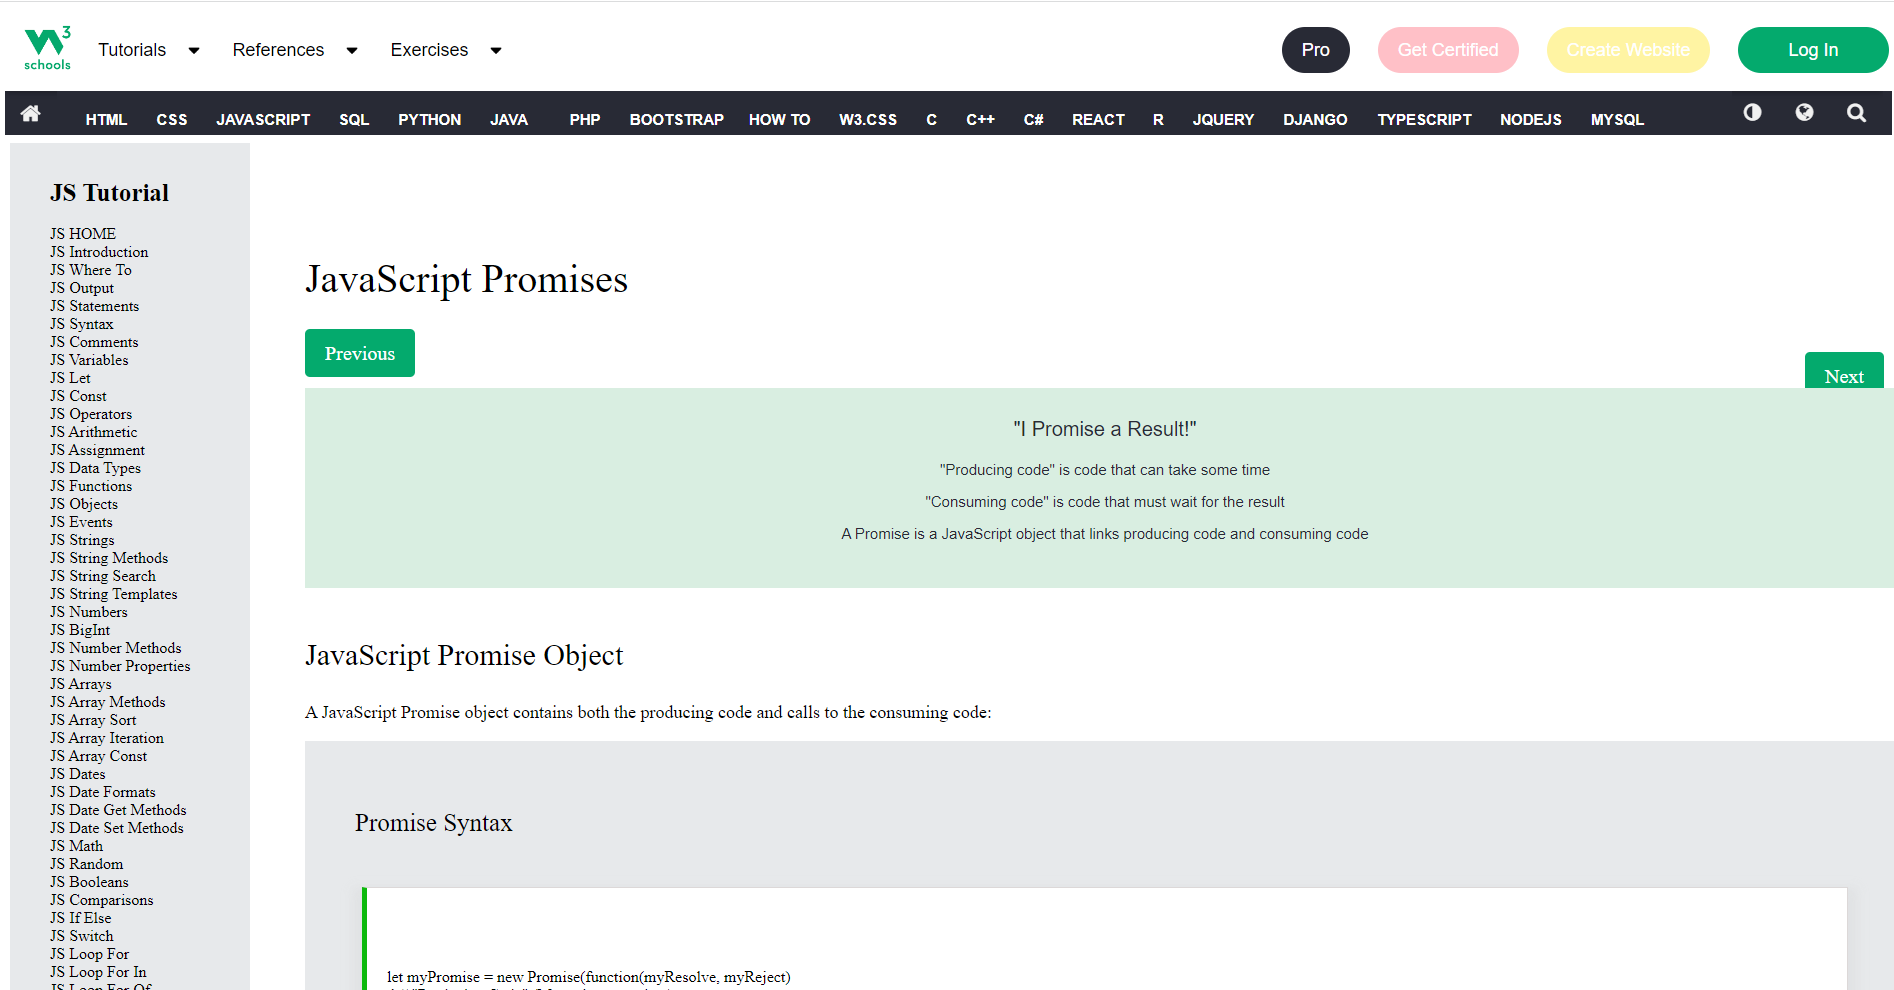 3
schools
Tutorials References Exercises Pro Get Certified Create Website Log In
HTML CSS JAVASCRIPT SQL PYTHON JAVA PHP BOOTSTRAP HOW TO W3.CSS C C++ C# REACT R JQUERY DJANGO TYPESCRIPT NODEJS MYSQL
JS Tutorial
JS HOME
JS Introduction
JS Where To
JS Output
JS Statements
JS Syntax
JS Comments
JS Variables
JS Let
JS Const
JS Operators
JS Arithmetic
JS Assignment
JS Data Types
JS Functions
JS Objects
JS Events
JS Strings
JS String Methods
JS String Search
JS String Templates
JS Numbers
JS BigInt
JS Number Methods
JS Number Properties
JS Arrays
JS Array Methods
JS Array Sort
JS Array Iteration
JS Array Const
JS Dates
JS Date Formats
JS Date Get Methods
JS Date Set Methods
JS Math
JS Random
JS Booleans
JS Comparisons
JS If Else
JS Switch
JS Loop For
JS Loop For In
JS Loop For Of
JavaScript Promises
Previous
Next
"I Promise a Result!"
"Producing code" is code that can take some time
"Consuming code" is code that must wait for the result
A Promise is a JavaScript object that links producing code and consuming code
JavaScript Promise Object
A JavaScript Promise object contains both the producing code and calls to the consuming code:
Promise Syntax
let myPromise = new Promise(function(myResolve, myReject)